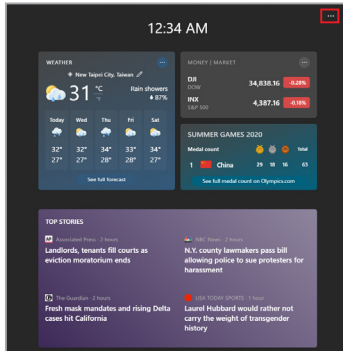 12:34 AM
WEATHER
New Taipei City, Taiwan
31 °C
Rain showers
87%
Today Wed Thu Fri Sat
32° 32° 34° 33° 34°
27° 27° 28° 27° 27°
See full forecast
MONEY | MARKET
DJI 34,838.16 -0.28%
DOW
INX 4,387.16 -0.18%
S&P 500
SUMMER GAMES 2020
Medal count Total
1 China 29 18 16 63
See full medal count on Olympics.com
TOP STORIES
Associated Press · 2 hours
Landlords, tenants fill courts as
eviction moratorium ends
NBC News · 2 hours
N.Y. county lawmakers pass bill
allowing police to sue protesters for
harassment
The Guardian · 2 hours
Fresh mask mandates and rising Delta
cases hit California
USA TODAY SPORTS · 1 hour
Laurel Hubbard would rather not
carry the weight of transgender
history